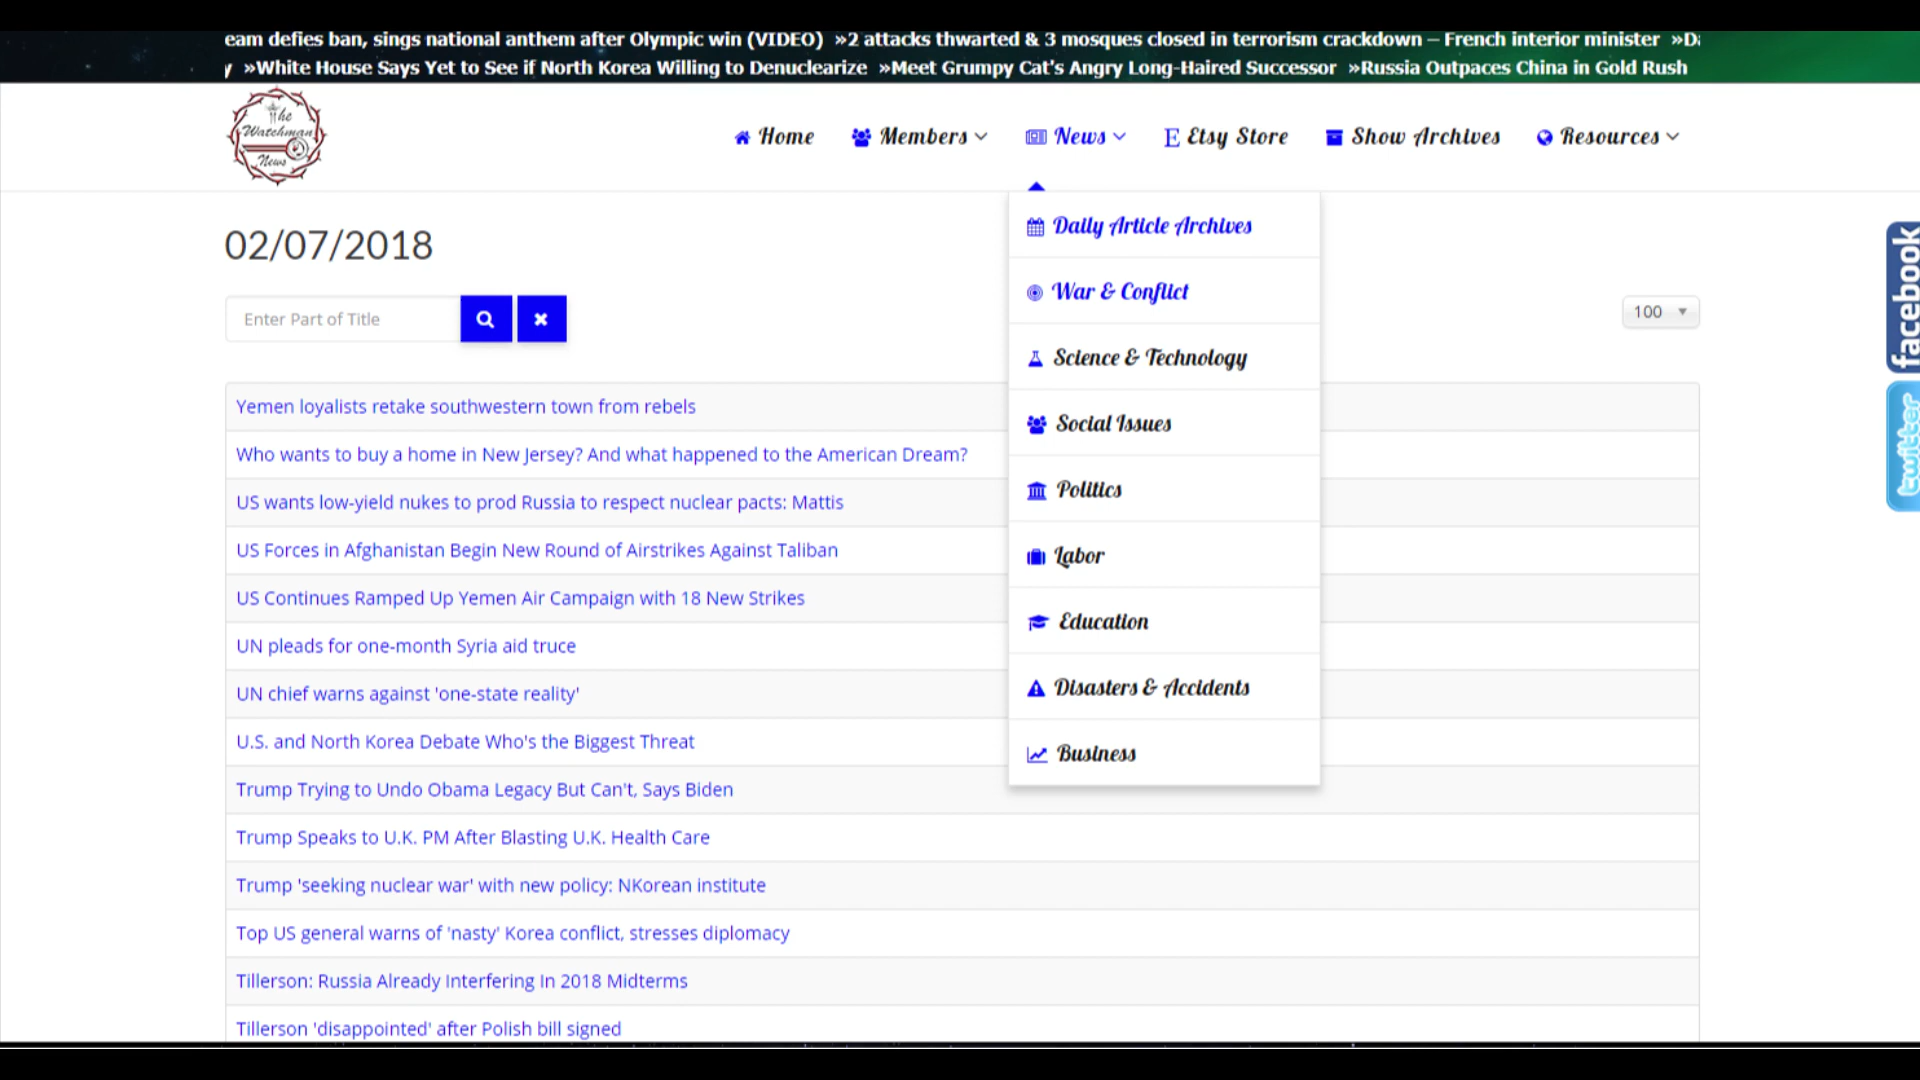 eam defies ban, sings national anthem after Olympic win (VIDEO) »2 attacks thwarted & 3 mosques closed in terrorism crackdown – French interior minister »D
»White House Says Yet to See if North Korea Willing to Denuclearize »Meet Grumpy Cat's Angry Long-Haired Successor »Russia Outpaces China in Gold Rush
The
Watchman
News
Home
Members
News
Etsy Store
Show Archives
Resources
02/07/2018
Enter Part of Title
100
Daily Article Archives
War & Conflict
Science & Technology
Social Issues
Politics
Labor
Education
Disasters & Accidents
Business
Yemen loyalists retake southwestern town from rebels
Who wants to buy a home in New Jersey? And what happened to the American Dream?
US wants low-yield nukes to prod Russia to respect nuclear pacts: Mattis
US Forces in Afghanistan Begin New Round of Airstrikes Against Taliban
US Continues Ramped Up Yemen Air Campaign with 18 New Strikes
UN pleads for one-month Syria aid truce
UN chief warns against 'one-state reality'
U.S. and North Korea Debate Who's the Biggest Threat
Trump Trying to Undo Obama Legacy But Can't, Says Biden
Trump Speaks to U.K. PM After Blasting U.K. Health Care
Trump 'seeking nuclear war' with new policy: NKorean institute
Top US general warns of 'nasty' Korea conflict, stresses diplomacy
Tillerson: Russia Already Interfering In 2018 Midterms
Tillerson 'disappointed' after Polish bill signed
facebook
twitter